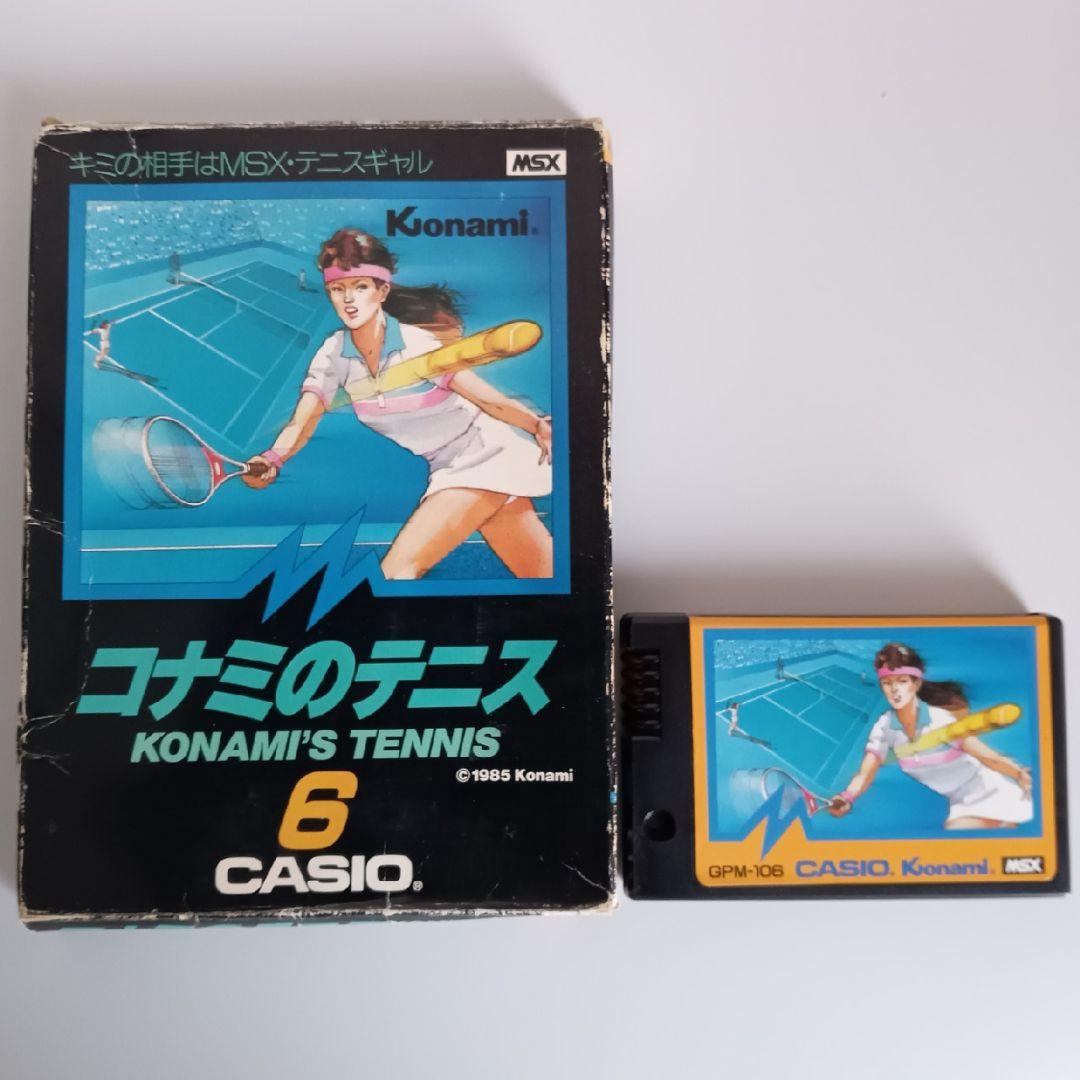 キミの相手はMSX・テニスギャル
MSX
Konami®
コナミのテニス
KONAMI'S TENNIS
©1985 Konami
6
CASIO®
GPM-106 CASIO® Konami® MSX